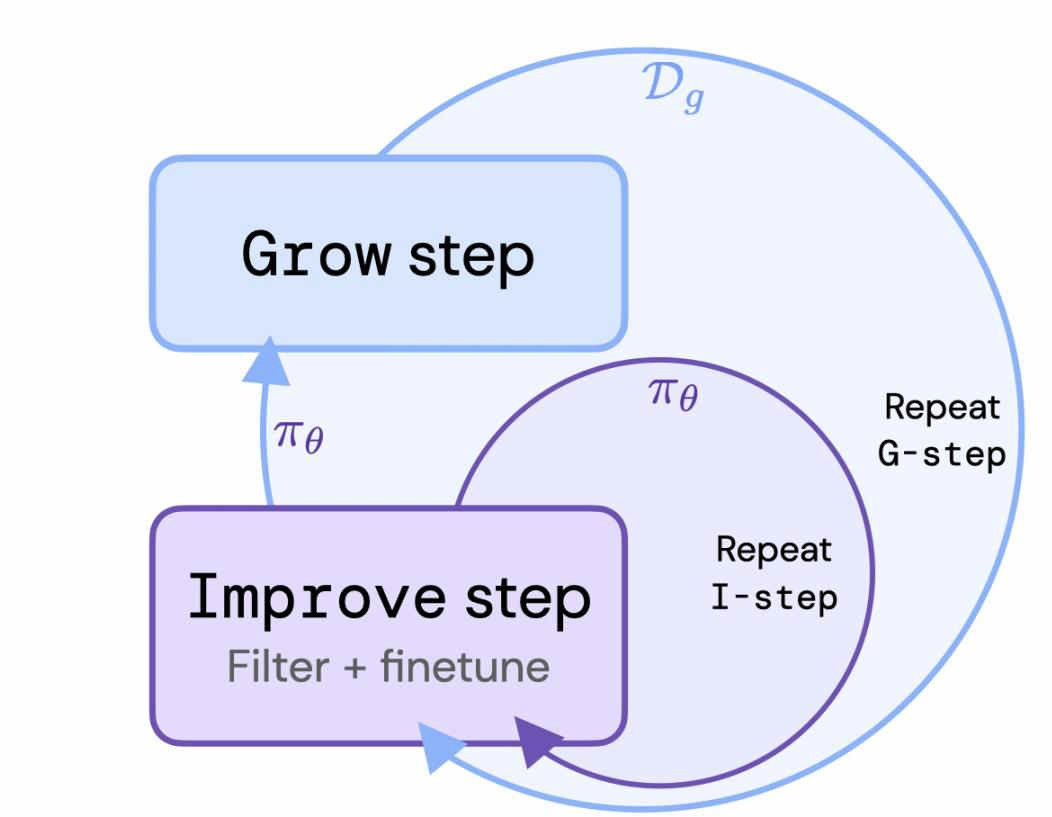 𝒟g
Grow step
πθ
πθ
Repeat
G-step
Improve step
Filter + finetune
Repeat
I-step